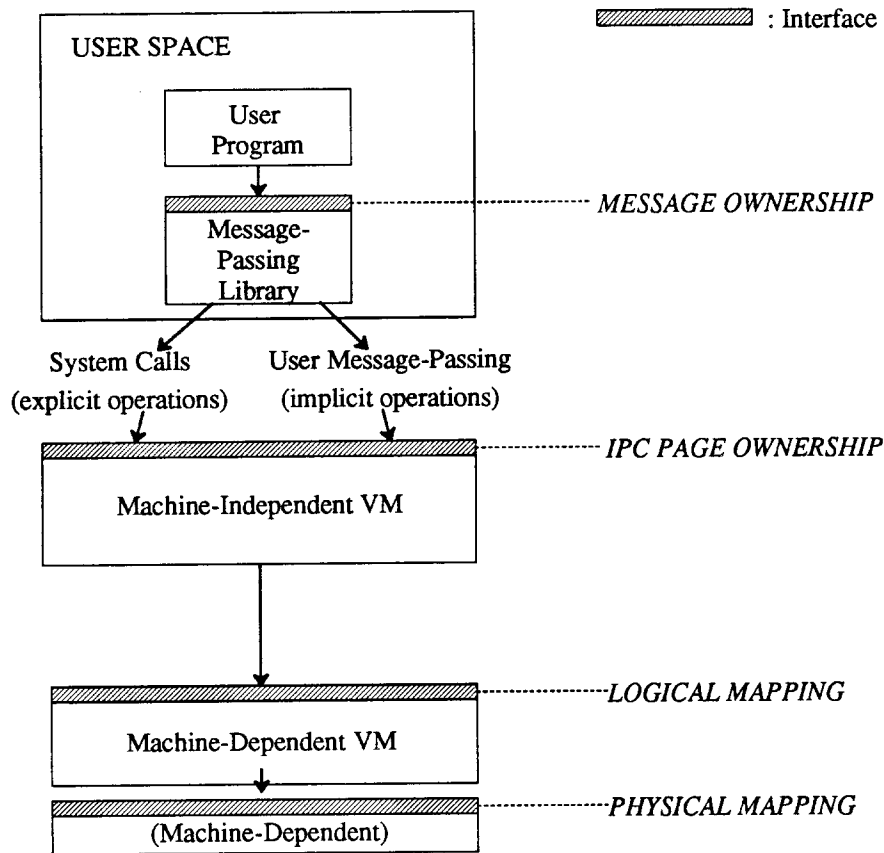 : Interface
USER SPACE
User
Program
MESSAGE OWNERSHIP
Message-
Passing
Library
System Calls
(explicit operations)
User Message-Passing
(implicit operations)
IPC PAGE OWNERSHIP
Machine-Independent VM
LOGICAL MAPPING
Machine-Dependent VM
PHYSICAL MAPPING
(Machine-Dependent)